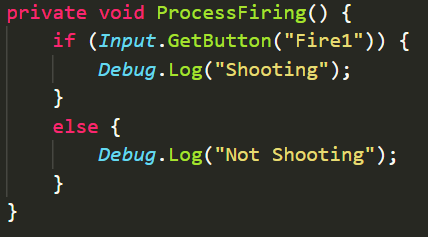 private void ProcessFiring() {
    if (Input.GetButton("Fire1")) {
        Debug.Log("Shooting");
    }
    else {
        Debug.Log("Not Shooting");
    }
}